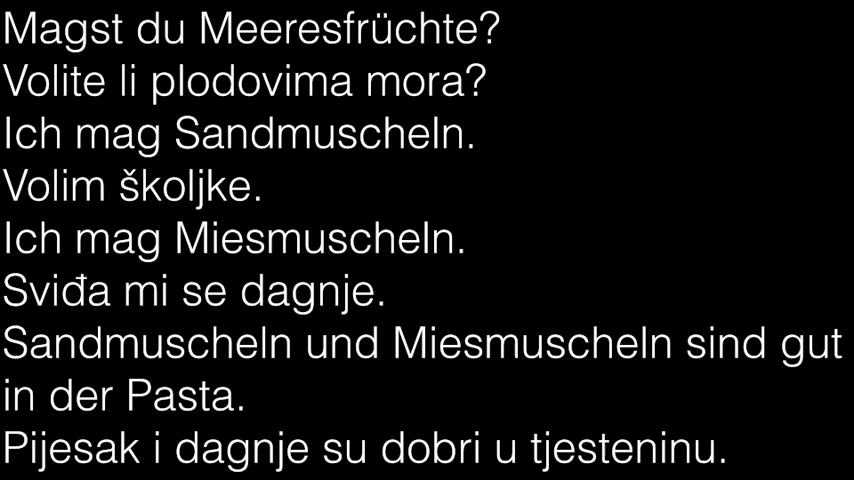 Magst du Meeresfrüchte?
Volite li plodovima mora?
Ich mag Sandmuscheln.
Volim školjke.
Ich mag Miesmuscheln.
Sviđa mi se dagnje.
Sandmuscheln und Miesmuscheln sind gut
in der Pasta.
Pijesak i dagnje su dobri u tjesteninu.